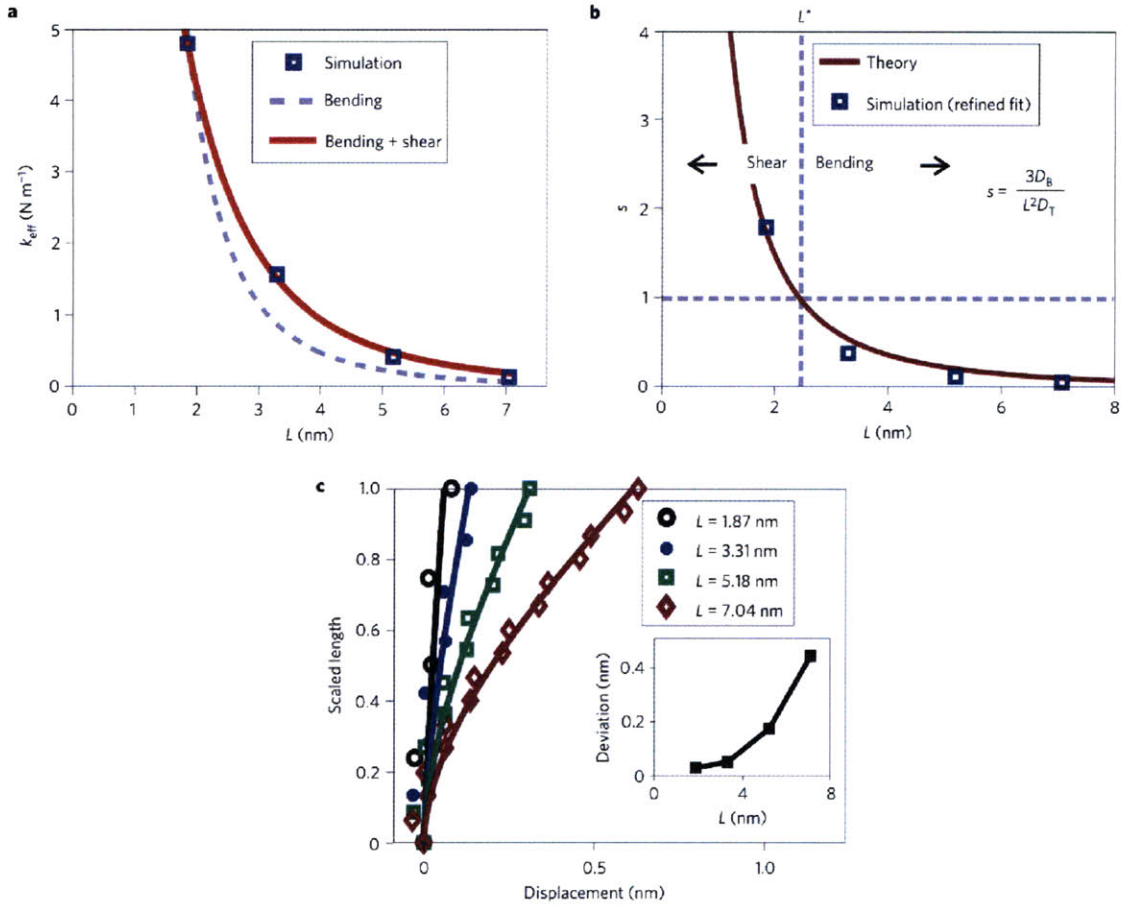 a
5
4
3
2
1
0
k_eff (N m⁻¹)
Simulation
Bending
Bending + shear
0 1 2 3 4 5 6 7
L (nm)
b
L*
4
3
2
1
0
s
Theory
Simulation (refined fit)
Shear Bending
s = 3D_B / L²D_T
0 2 4 6 8
L (nm)
c
1.0
0.8
0.6
0.4
0.2
0
Scaled length
L = 1.87 nm
L = 3.31 nm
L = 5.18 nm
L = 7.04 nm
0.4
0.2
0
Deviation (nm)
0 4 8
L (nm)
0 0.5 1.0
Displacement (nm)